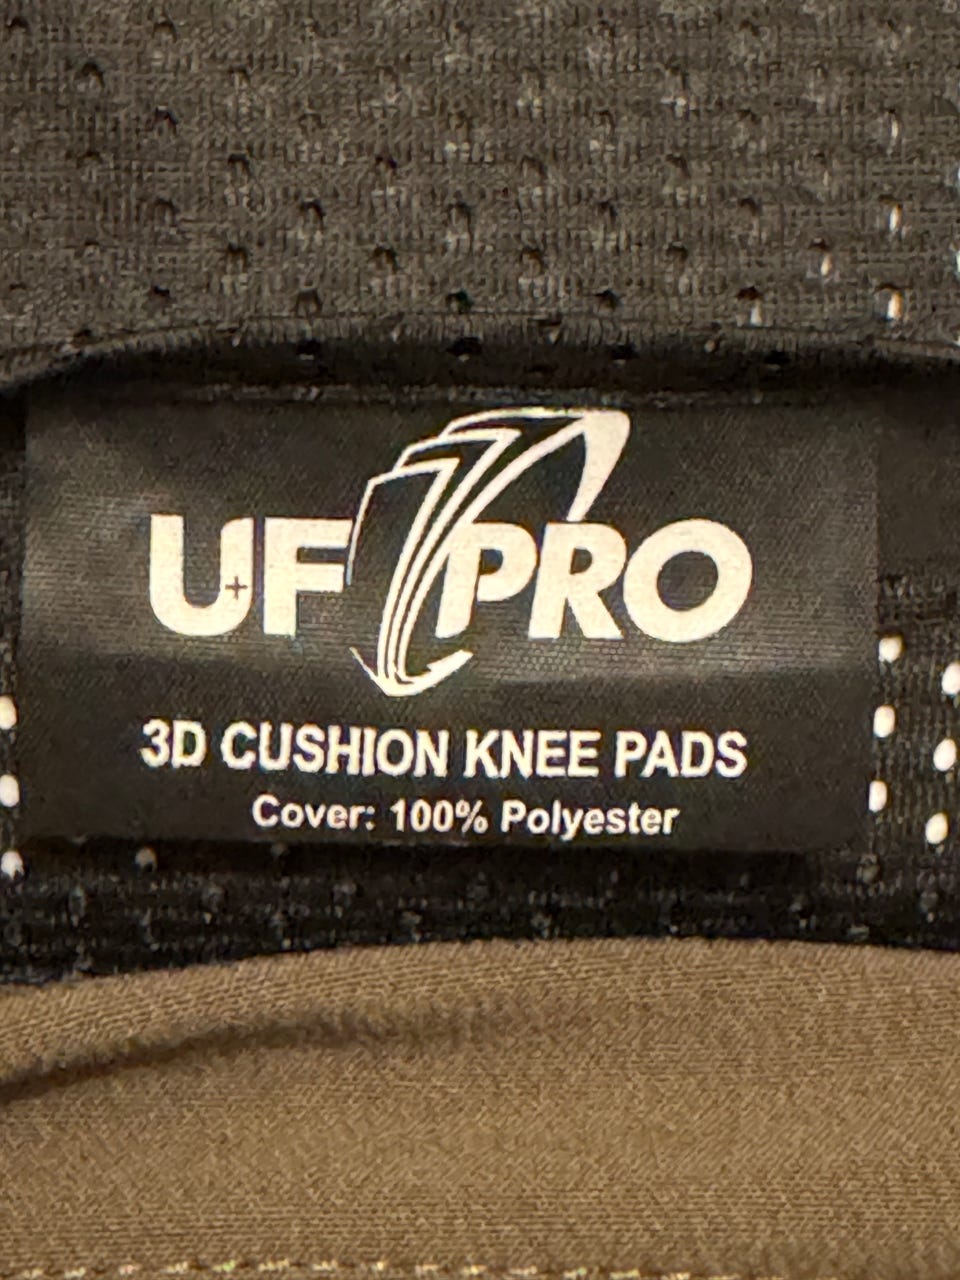 UF PRO
3D CUSHION KNEE PADS
Cover: 100% Polyester